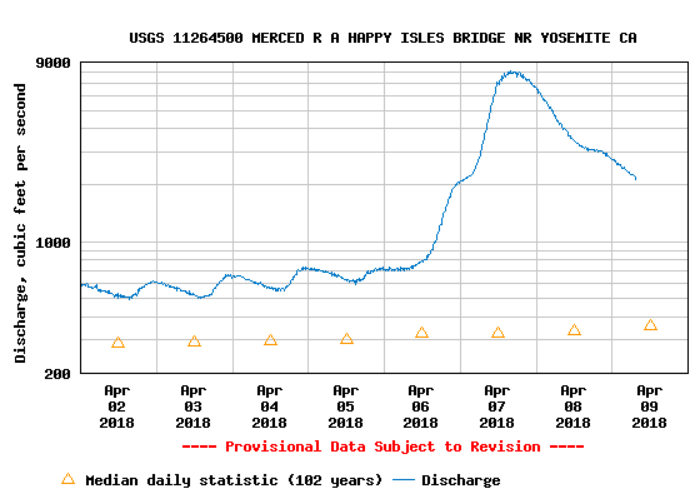 USGS 11264500 MERCED R A HAPPY ISLES BRIDGE NR YOSEMITE CA
Discharge, cubic feet per second
9000
1000
200
Apr 02 2018
Apr 03 2018
Apr 04 2018
Apr 05 2018
Apr 06 2018
Apr 07 2018
Apr 08 2018
Apr 09 2018
---- Provisional Data Subject to Revision ----
Median daily statistic (102 years) Discharge